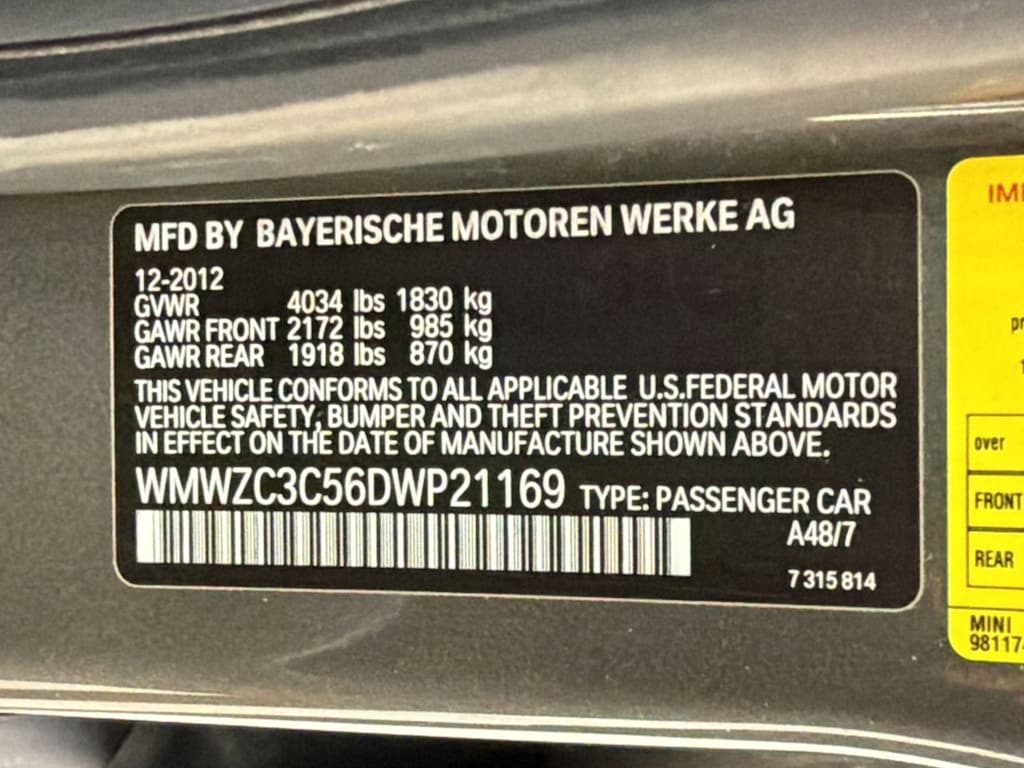 MFD BY BAYERISCHE MOTOREN WERKE AG
12-2012
GVWR 4034 lbs 1830 kg
GAWR FRONT 2172 lbs 985 kg
GAWR REAR 1918 lbs 870 kg
THIS VEHICLE CONFORMS TO ALL APPLICABLE U.S.FEDERAL MOTOR
VEHICLE SAFETY, BUMPER AND THEFT PREVENTION STANDARDS
IN EFFECT ON THE DATE OF MANUFACTURE SHOWN ABOVE.
WMWZC3C56DWP21169 TYPE: PASSENGER CAR
A48/7
7 315 814
over
FRONT
REAR
MINI